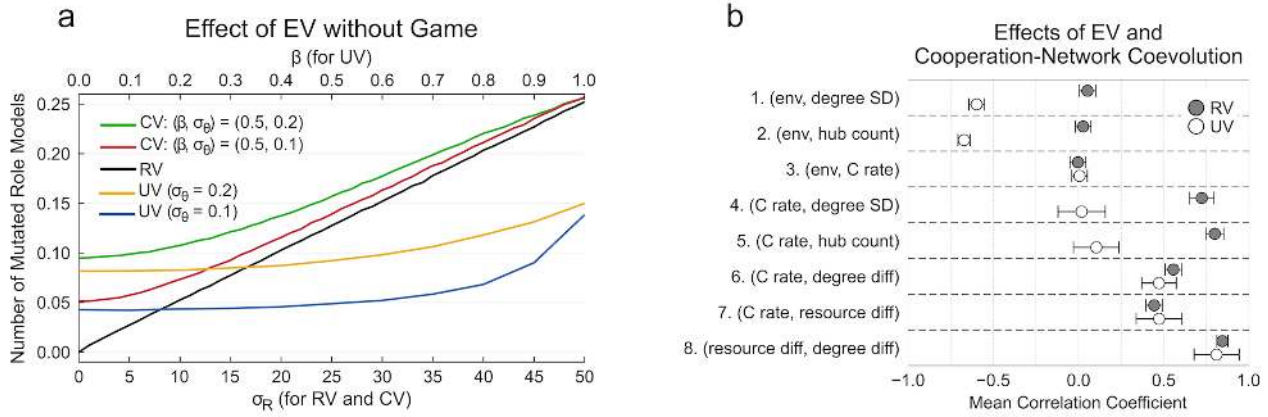 a
Effect of EV without Game
β (for UV)
0.0 0.1 0.2 0.3 0.4 0.5 0.6 0.7 0.8 0.9 1.0
Number of Mutated Role Models
0.25
0.20
0.15
0.10
0.05
0.00
CV: (β, σθ) = (0.5, 0.2)
CV: (β, σθ) = (0.5, 0.1)
RV
UV (σθ = 0.2)
UV (σθ = 0.1)
0 5 10 15 20 25 30 35 40 45 50
σR (for RV and CV)
b
Effects of EV and
Cooperation-Network Coevolution
1. (env, degree SD)
2. (env, hub count)
3. (env, C rate)
4. (C rate, degree SD)
5. (C rate, hub count)
6. (C rate, degree diff)
7. (C rate, resource diff)
8. (resource diff, degree diff)
RV
UV
−1.0 −0.5 0.0 0.5 1.0
Mean Correlation Coefficient